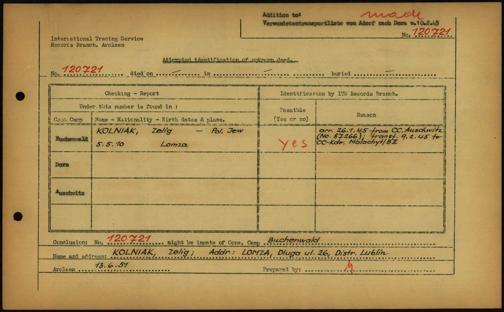 Addition to: made
Verwundetentransportliste von Adorf nach Dora v.10.2.45
No. 120721
International Tracing Service
Records Branch, Arolsen
Attempted identification of unknown dead.
No. 120721 died on — in — buried —
Checking - Report
Identification by ITS Records Branch.
Under this number is found in :
Possible
(Yes or no)
Reason
Conc. Camp
Name - Nationality - Birth dates & place.
Buchenwald
KOLNIAK, Zelig — Pol. Jew
5.5.10 Lomza
yes
arr. 26.1.45 from CC. Auschwitz
(No. 87266); transf. 9.2.45 to
CC-Kdr. Malachyt/BZ
Dora
Auschwitz
Conclusion: No. 120721 might be inmate of Conc. Camp Buchenwald
Name and address: KOLNIAK, Zelig; Addr: LOMZA, Dluga ul. 26, Distr. Lublin
Arolsen 13.6.51 Prepared by: